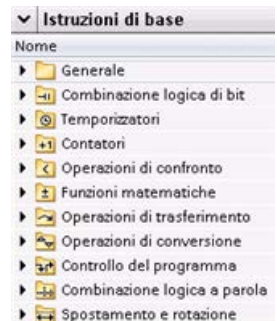 Istruzioni di base
Nome
Generale
Combinazione logica di bit
Temporizzatori
Contatori
Operazioni di confronto
Funzioni matematiche
Operazioni di trasferimento
Operazioni di conversione
Controllo del programma
Combinazione logica a parola
Spostamento e rotazione